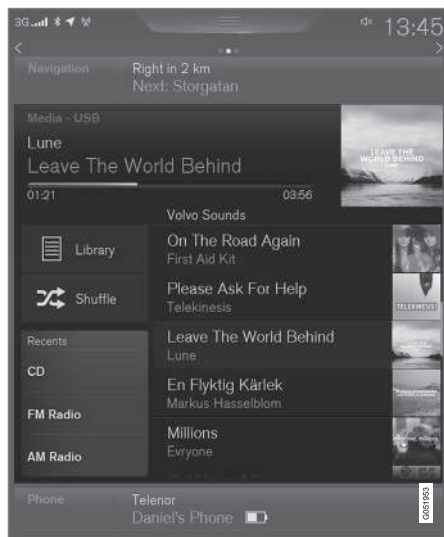 3G
13:45
Navigation
Right in 2 km
Next: Storgatan
Media - USB
Lune
Leave The World Behind
01:21
03:56
LEAVE THE
WORLD BEHIND
LUNE
Volvo Sounds
Library
Shuffle
On The Road Again
First Aid Kit
Please Ask For Help
Telekinesis
TELEKINESIS!
Leave The World Behind
Lune
En Flyktig Kärlek
Markus Hasselblom
Millions
Evryone
Recents
CD
FM Radio
AM Radio
Phone
Telenor
Daniel's Phone
G051953